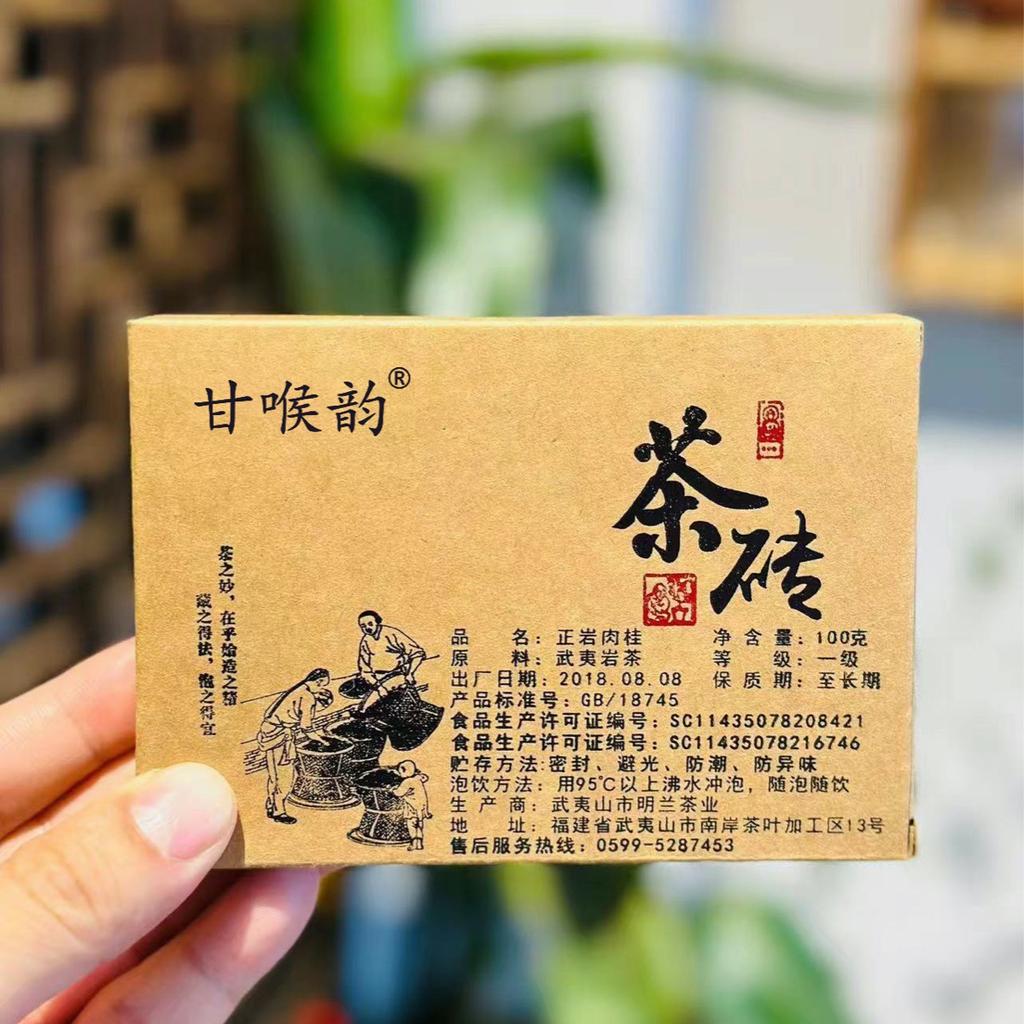 甘喉韵®
茶砖
茶之妙，在乎始造之精
藏之得法，泡之得宜
品 名：正岩肉桂 净含量：100克
原 料：武夷岩茶 等 级：一级
出厂日期：2018.08.08 保质期：至长期
产品标准号：GB/18745
食品生产许可证编号：SC11435078208421
食品生产许可证编号：SC11435078216746
贮存方法:密封、避光、防潮、防异味
泡饮方法：用95℃以上沸水冲泡，随泡随饮
生产商：武夷山市明兰茶业
地 址：福建省武夷山市南岸茶叶加工区13号
售后服务热线：0599-5287453